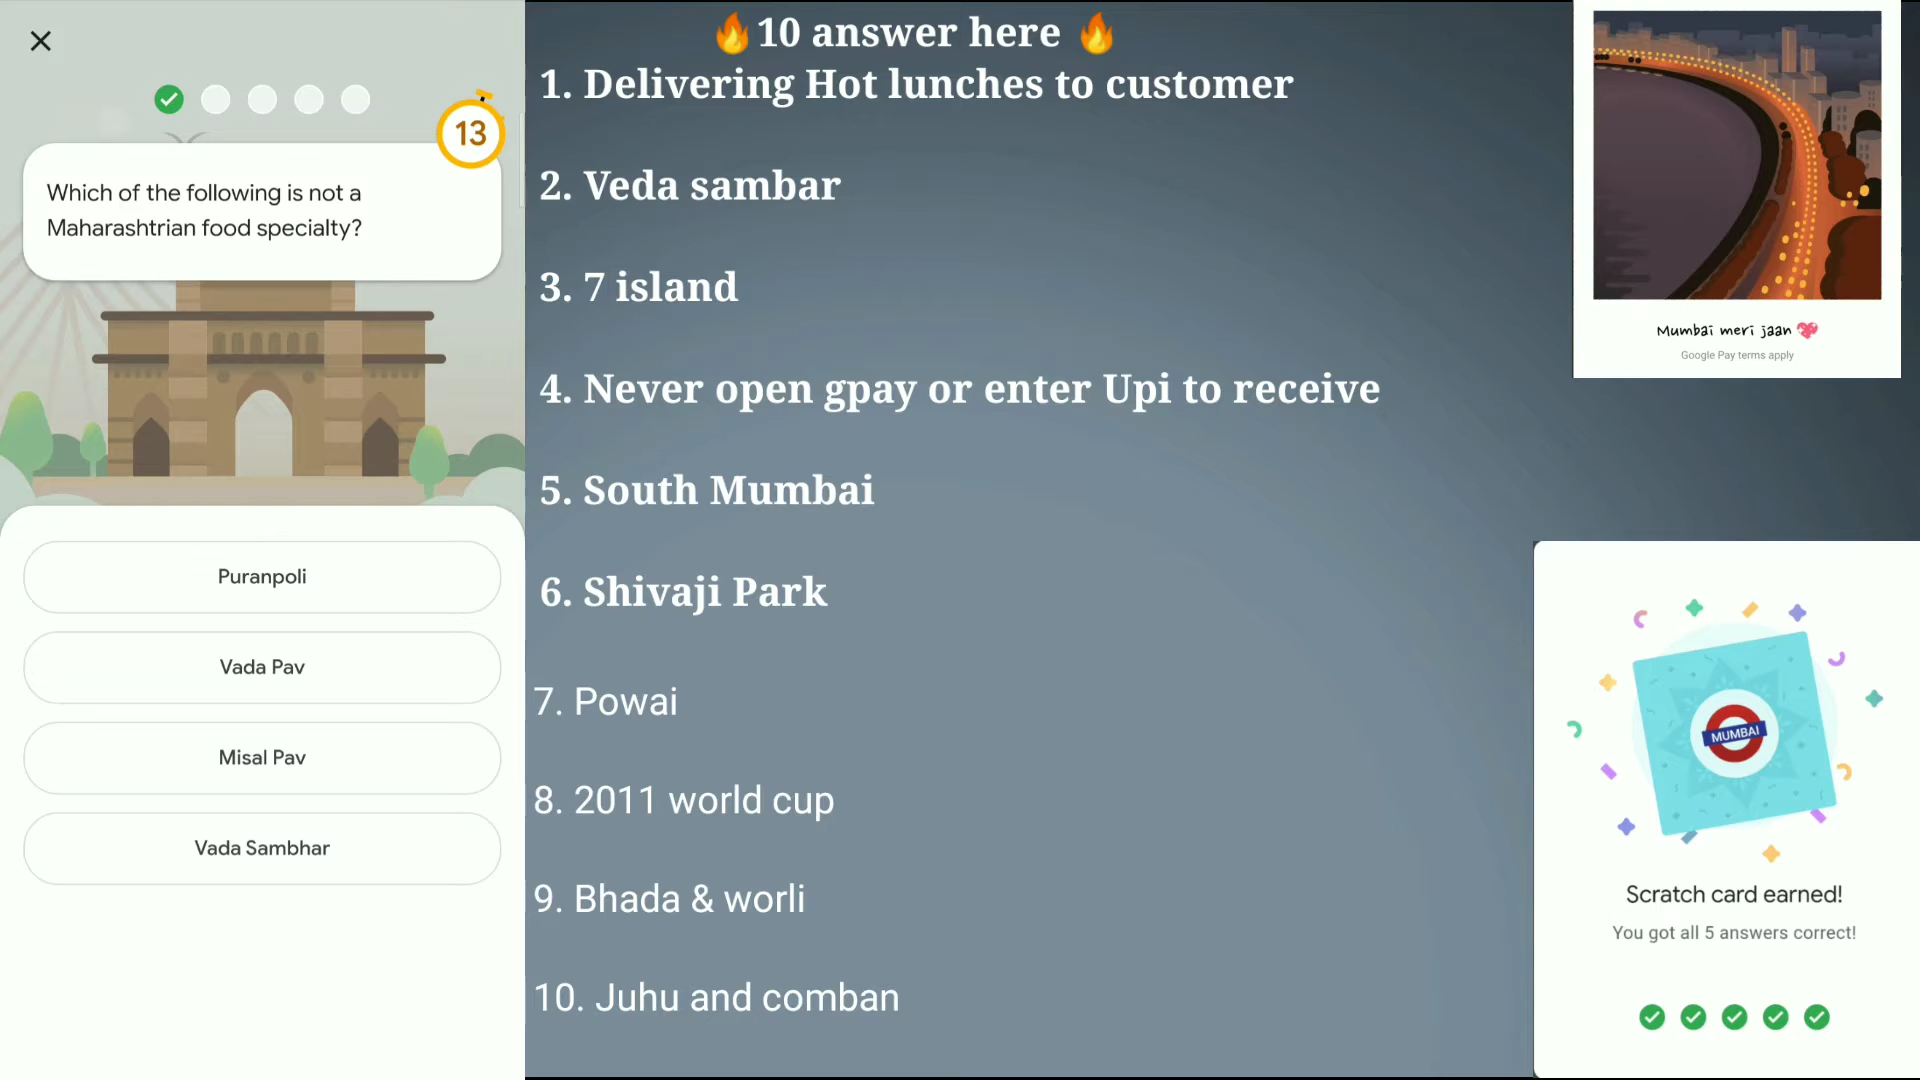 13
Which of the following is not a
Maharashtrian food specialty?
Puranpoli
Vada Pav
Misal Pav
Vada Sambhar
🔥10 answer here 🔥
1. Delivering Hot lunches to customer
2. Veda sambar
3. 7 island
4. Never open gpay or enter Upi to receive
5. South Mumbai
6. Shivaji Park
7. Powai
8. 2011 world cup
9. Bhada & worli
10. Juhu and comban
Mumbai meri jaan 💖
Google Pay terms apply
MUMBAI
Scratch card earned!
You got all 5 answers correct!